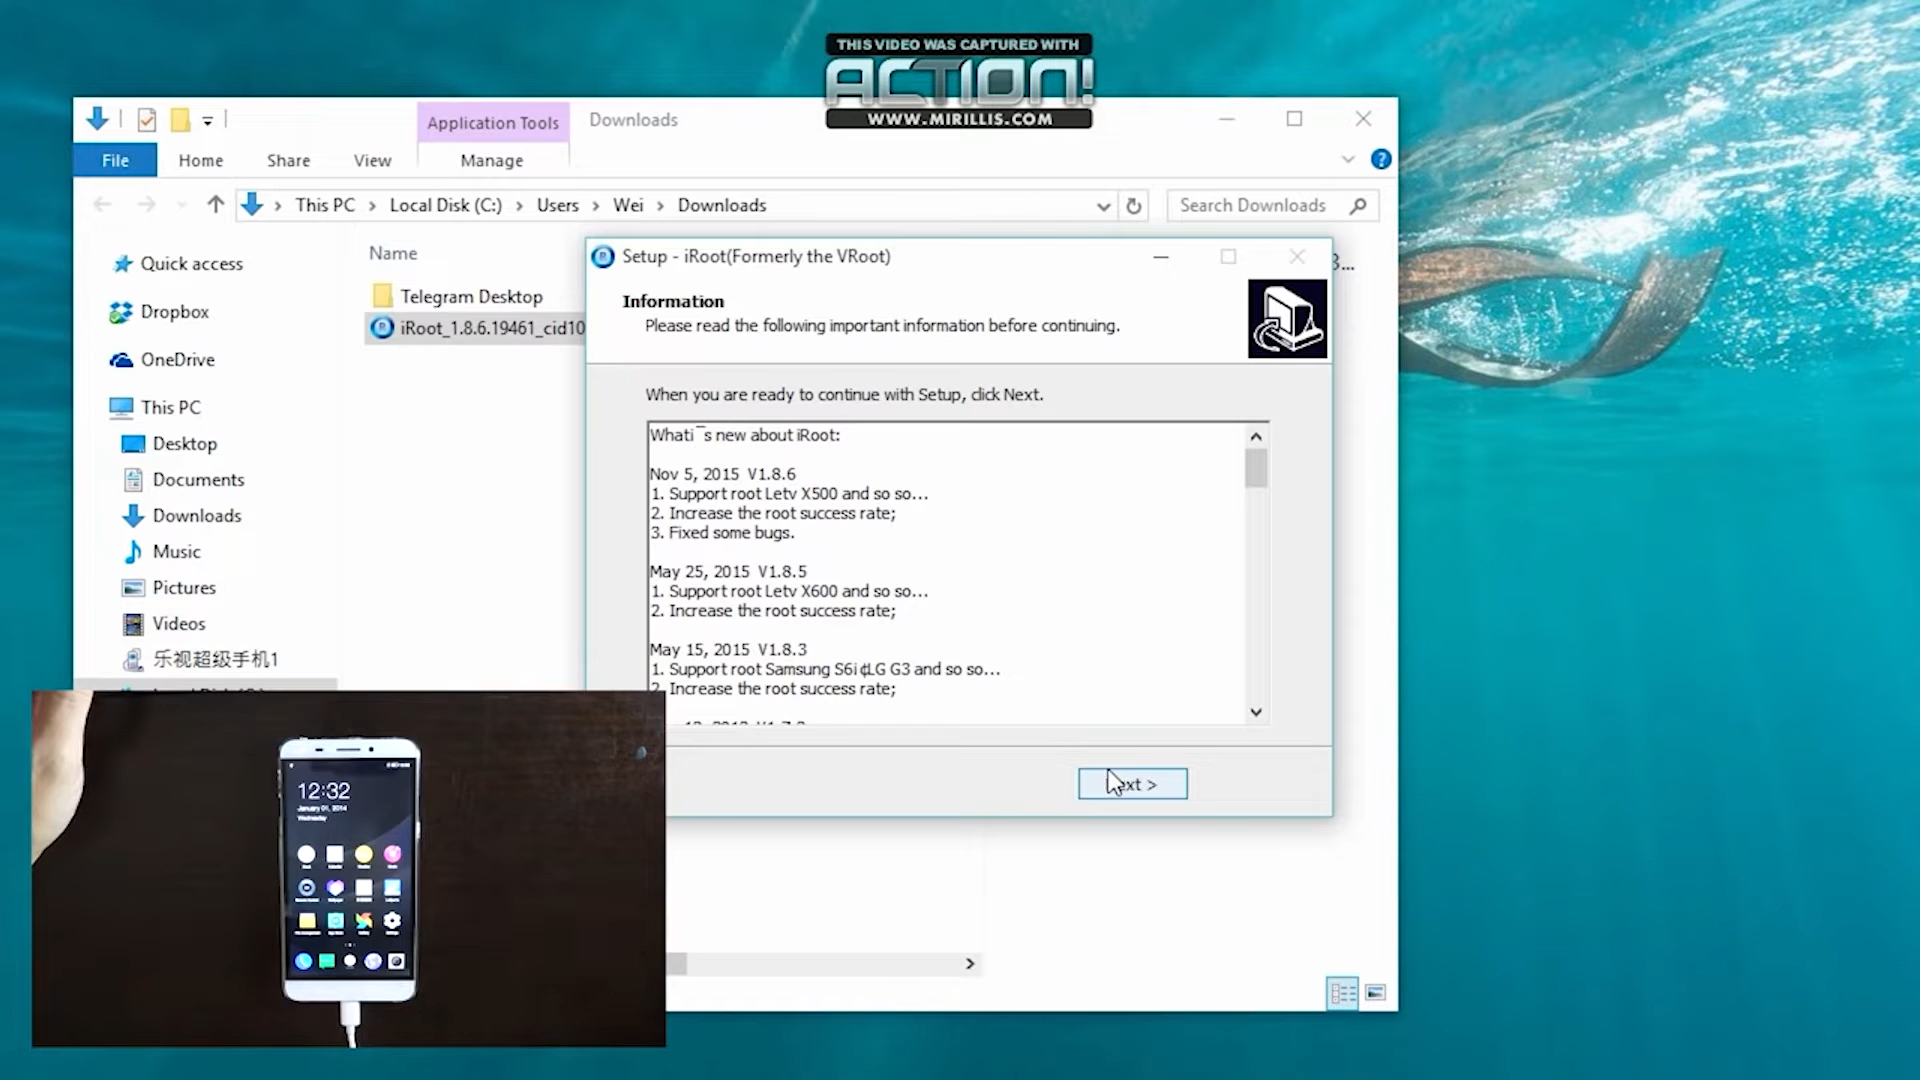 THIS VIDEO WAS CAPTURED WITH
ACTION!
WWW.MIRILLIS.COM
Application Tools
Downloads
File
Home
Share
View
Manage
This PC
Local Disk (C:)
Users
Wei
Downloads
Search Downloads
Quick access
Dropbox
OneDrive
This PC
Desktop
Documents
Downloads
Music
Pictures
Videos
乐视超级手机1
Name
Telegram Desktop
iRoot_1.8.6.19461_cid10
Setup - iRoot(Formerly the VRoot)
Information
Please read the following important information before continuing.
When you are ready to continue with Setup, click Next.
Whati¯s new about iRoot:
Nov 5, 2015 V1.8.6
1. Support root Letv X500 and so so...
2. Increase the root success rate;
3. Fixed some bugs.
May 25, 2015 V1.8.5
1. Support root Letv X600 and so so...
2. Increase the root success rate;
May 15, 2015 V1.8.3
1. Support root Samsung S6i¢LG G3 and so so...
2. Increase the root success rate;
12:32
January 01, 2014
Wednesday